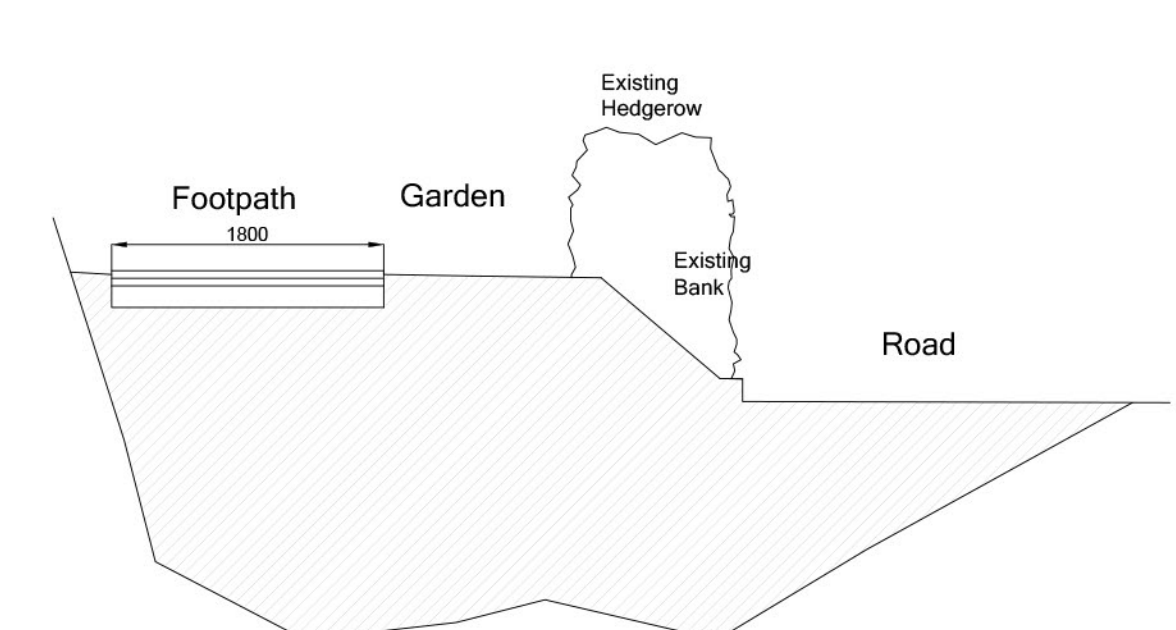 Existing
Hedgerow
Footpath
Garden
1800
Existing
Bank
Road